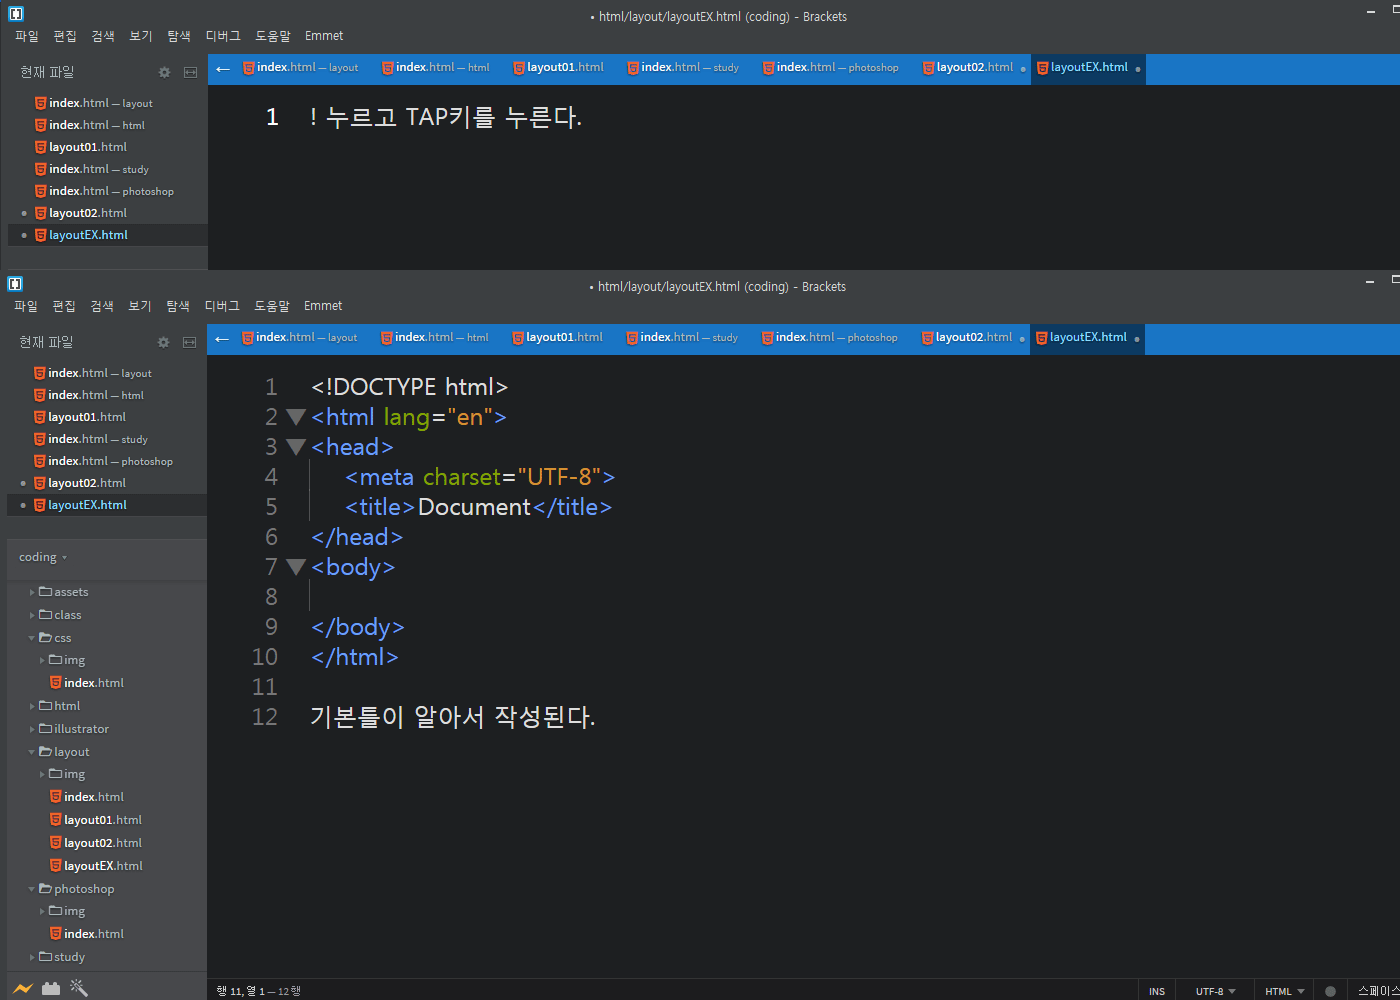 • html/layout/layoutEX.html (coding) - Brackets
파일 편집 검색 보기 탐색 디버그 도움말 Emmet
현재 파일
index.html — layout
index.html — html
layout01.html
index.html — study
index.html — photoshop
layout02.html
layoutEX.html
← index.html — layout index.html — html layout01.html index.html — study index.html — photoshop layout02.html • layoutEX.html •
1 ! 누르고 TAP키를 누른다.
• html/layout/layoutEX.html (coding) - Brackets
파일 편집 검색 보기 탐색 디버그 도움말 Emmet
현재 파일
index.html — layout
index.html — html
layout01.html
index.html — study
index.html — photoshop
• layout02.html
• layoutEX.html
coding
assets
class
css
img
index.html
html
illustrator
layout
img
index.html
layout01.html
layout02.html
layoutEX.html
photoshop
img
index.html
study
← index.html — layout index.html — html layout01.html index.html — study index.html — photoshop layout02.html • layoutEX.html •
1 <!DOCTYPE html>
2 <html lang="en">
3 <head>
4 <meta charset="UTF-8">
5 <title>Document</title>
6 </head>
7 <body>
8
9 </body>
10 </html>
11
12 기본틀이 알아서 작성된다.
행 11, 열 1 — 12 행 INS UTF-8 HTML 스페이스